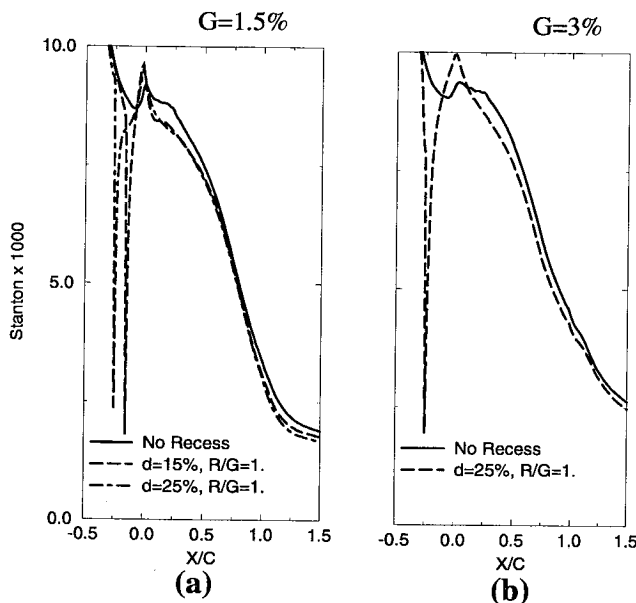 G=1.5%
G=3%
10.0
5.0
0.0
Stanton x 1000
No Recess
d=15%, R/G=1.
d=25%, R/G=1.
-0.5 0.0 0.5 1.0 1.5
X/C
(a)
No Recess
d=25%, R/G=1.
-0.5 0.0 0.5 1.0 1.5
X/C
(b)